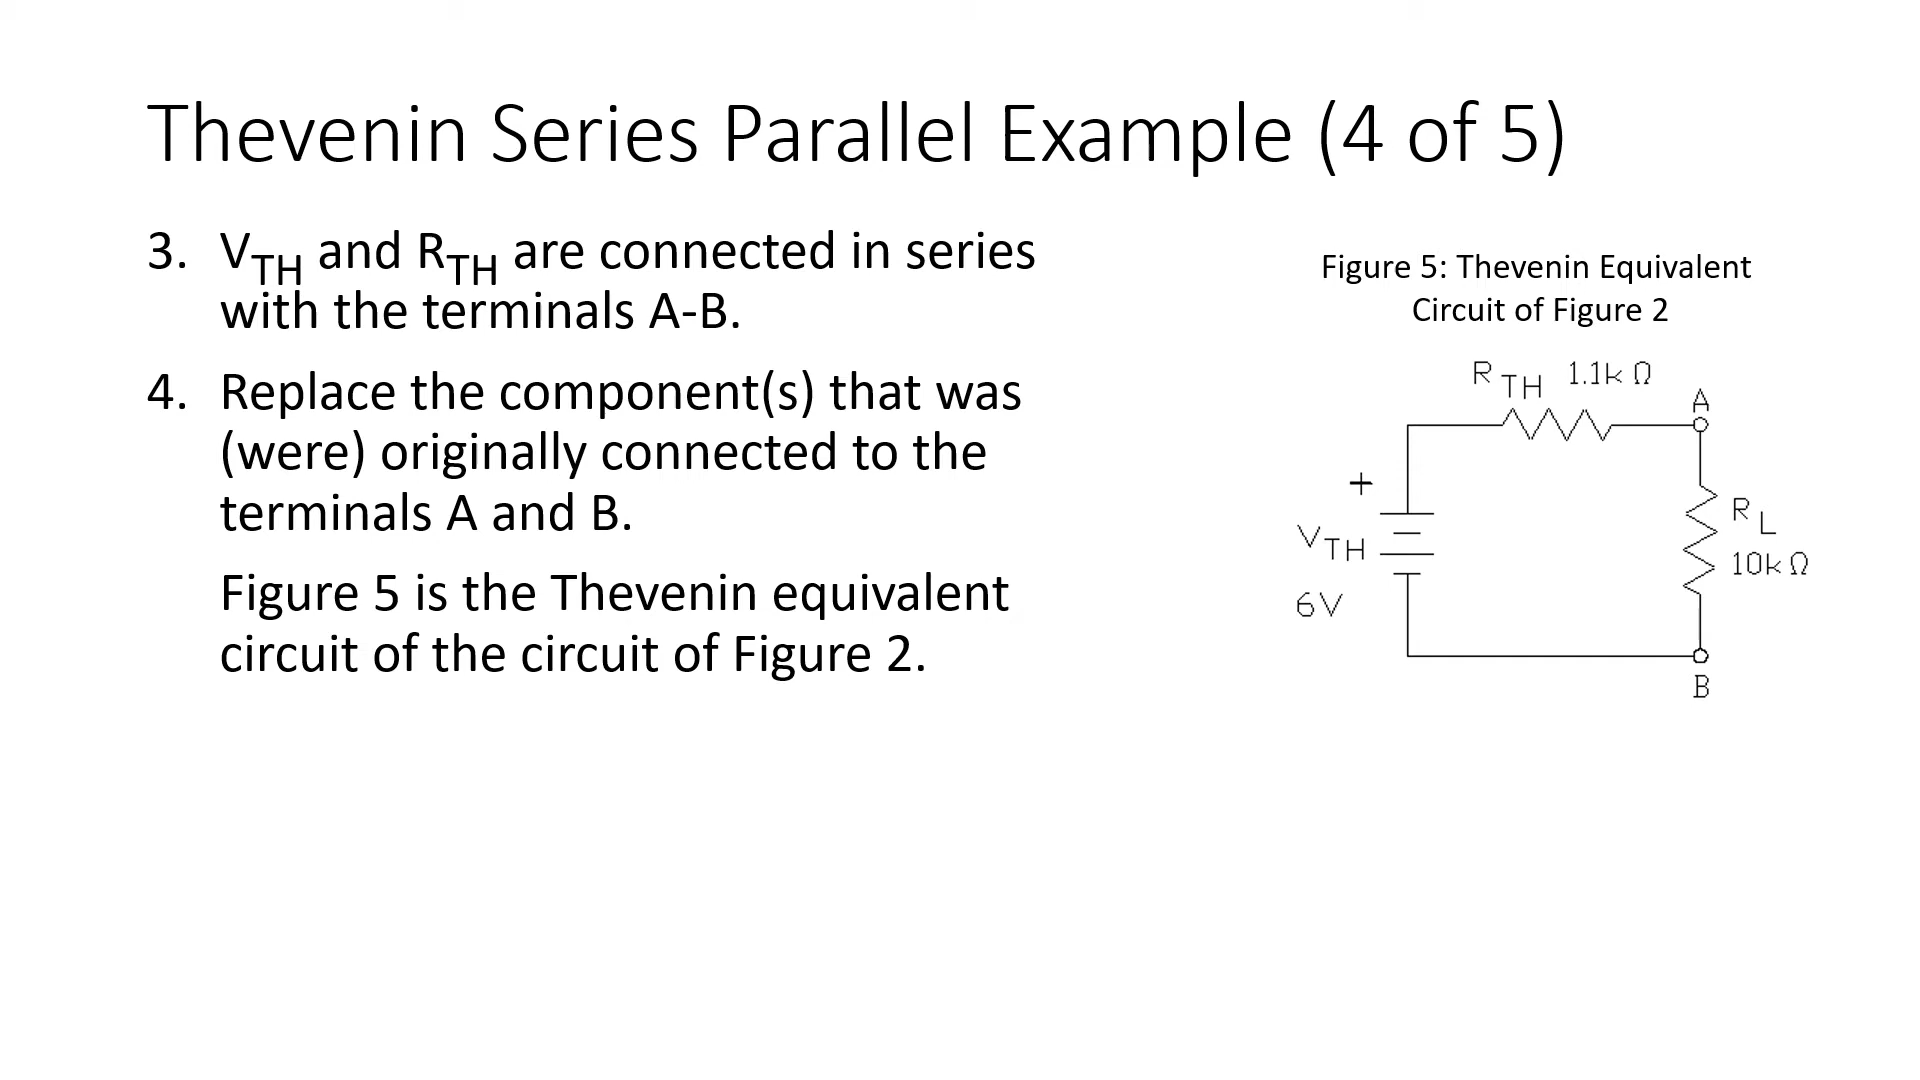 Thevenin Series Parallel Example (4 of 5)
3. VTH and RTH are connected in series
with the terminals A-B.
4. Replace the component(s) that was
(were) originally connected to the
terminals A and B.
Figure 5 is the Thevenin equivalent
circuit of the circuit of Figure 2.
Figure 5: Thevenin Equivalent
Circuit of Figure 2
RTH 1.1kΩ
A
+
VTH
6V
RL
10kΩ
B